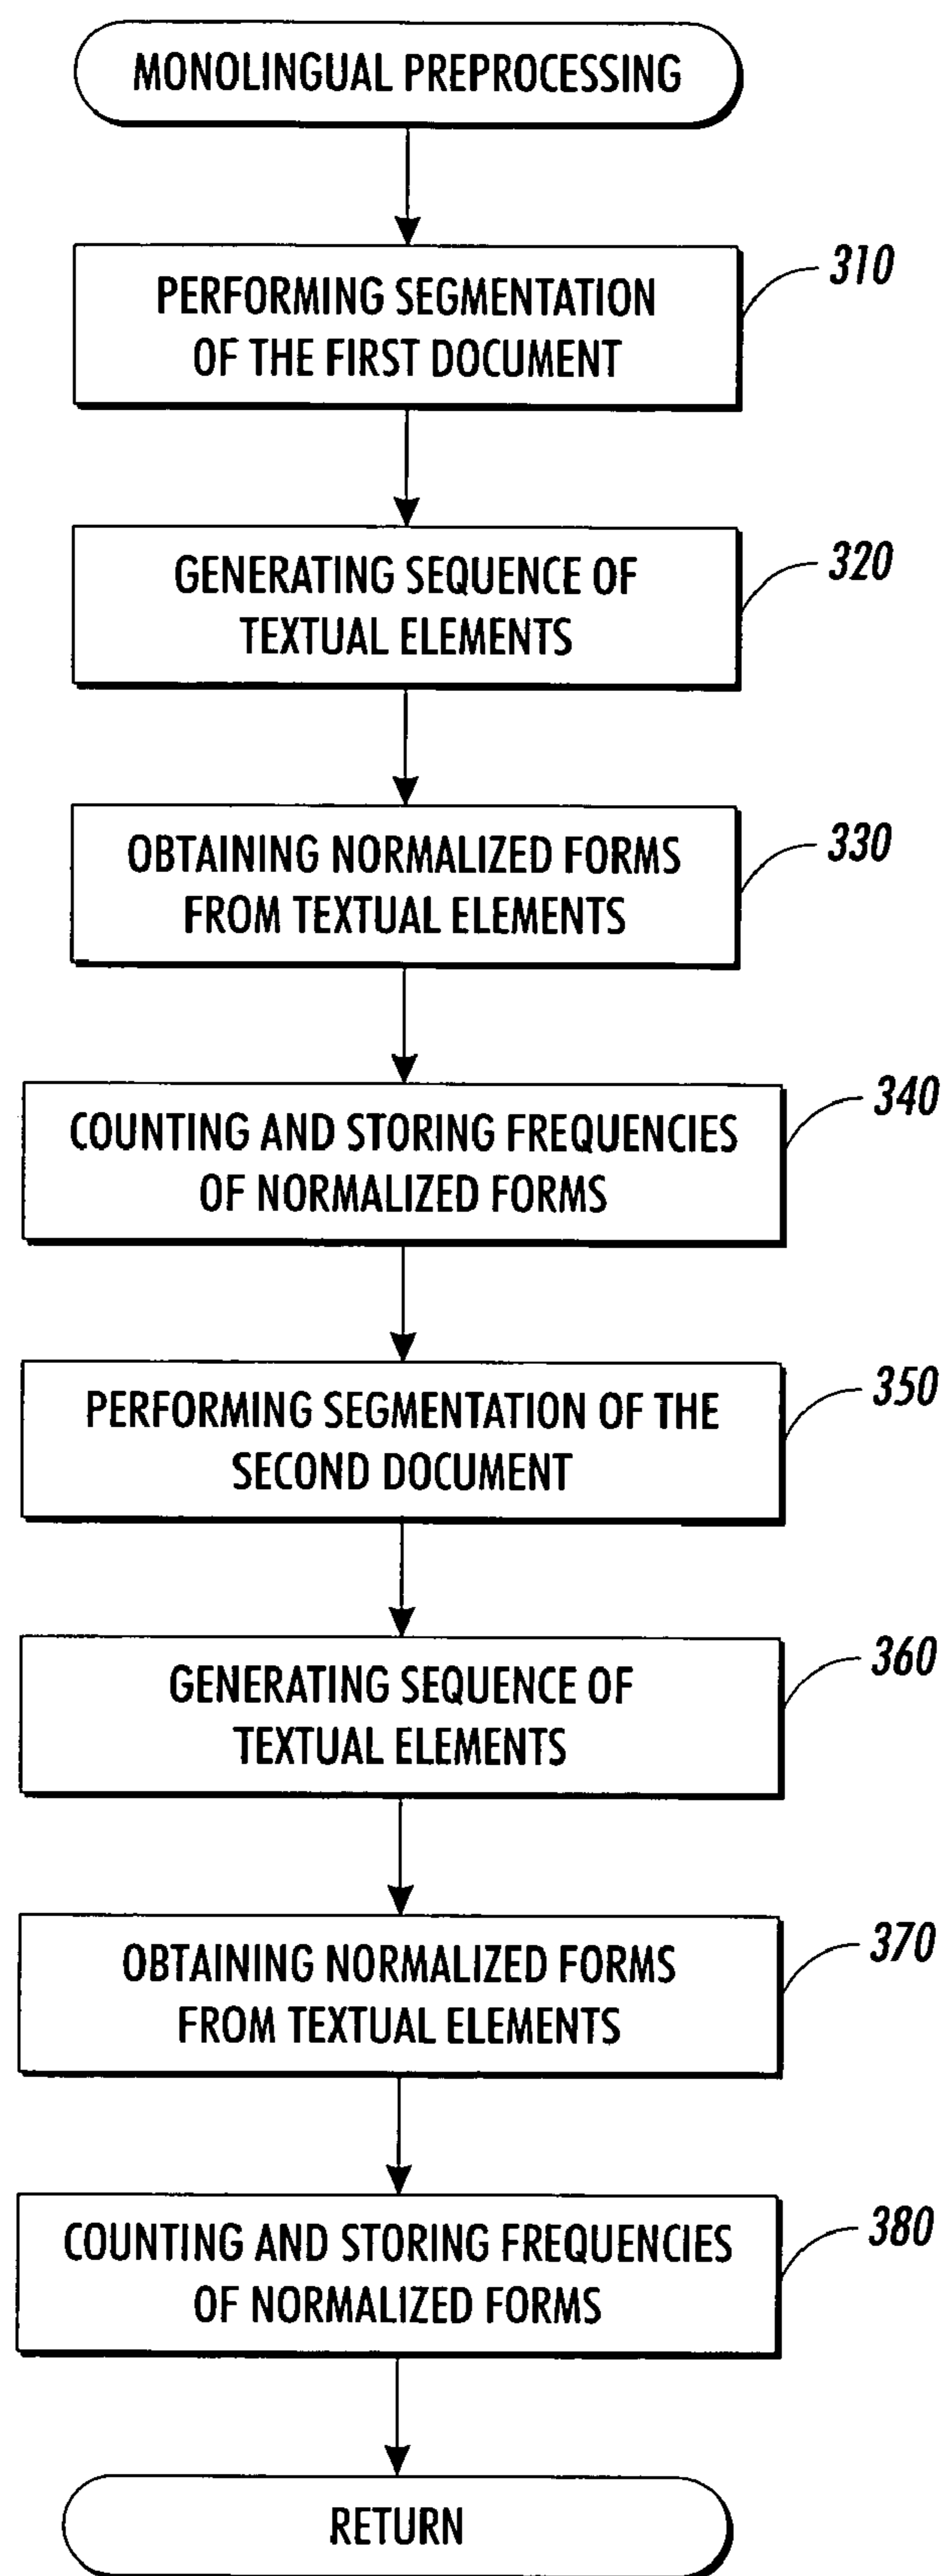 MONOLINGUAL PREPROCESSING
310
PERFORMING SEGMENTATION
OF THE FIRST DOCUMENT
320
GENERATING SEQUENCE OF
TEXTUAL ELEMENTS
330
OBTAINING NORMALIZED FORMS
FROM TEXTUAL ELEMENTS
340
COUNTING AND STORING FREQUENCIES
OF NORMALIZED FORMS
350
PERFORMING SEGMENTATION OF THE
SECOND DOCUMENT
360
GENERATING SEQUENCE OF
TEXTUAL ELEMENTS
370
OBTAINING NORMALIZED FORMS
FROM TEXTUAL ELEMENTS
380
COUNTING AND STORING FREQUENCIES
OF NORMALIZED FORMS
RETURN